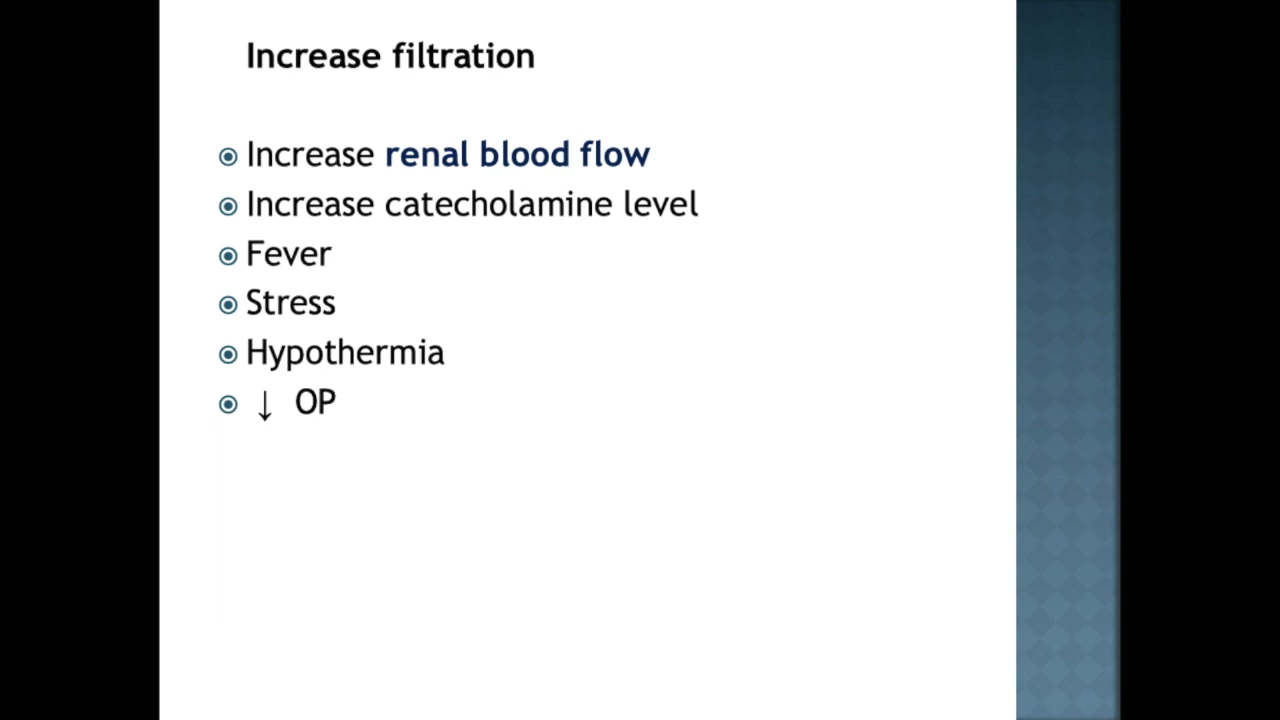 Increase filtration
Increase renal blood flow
Increase catecholamine level
Fever
Stress
Hypothermia
↓ OP